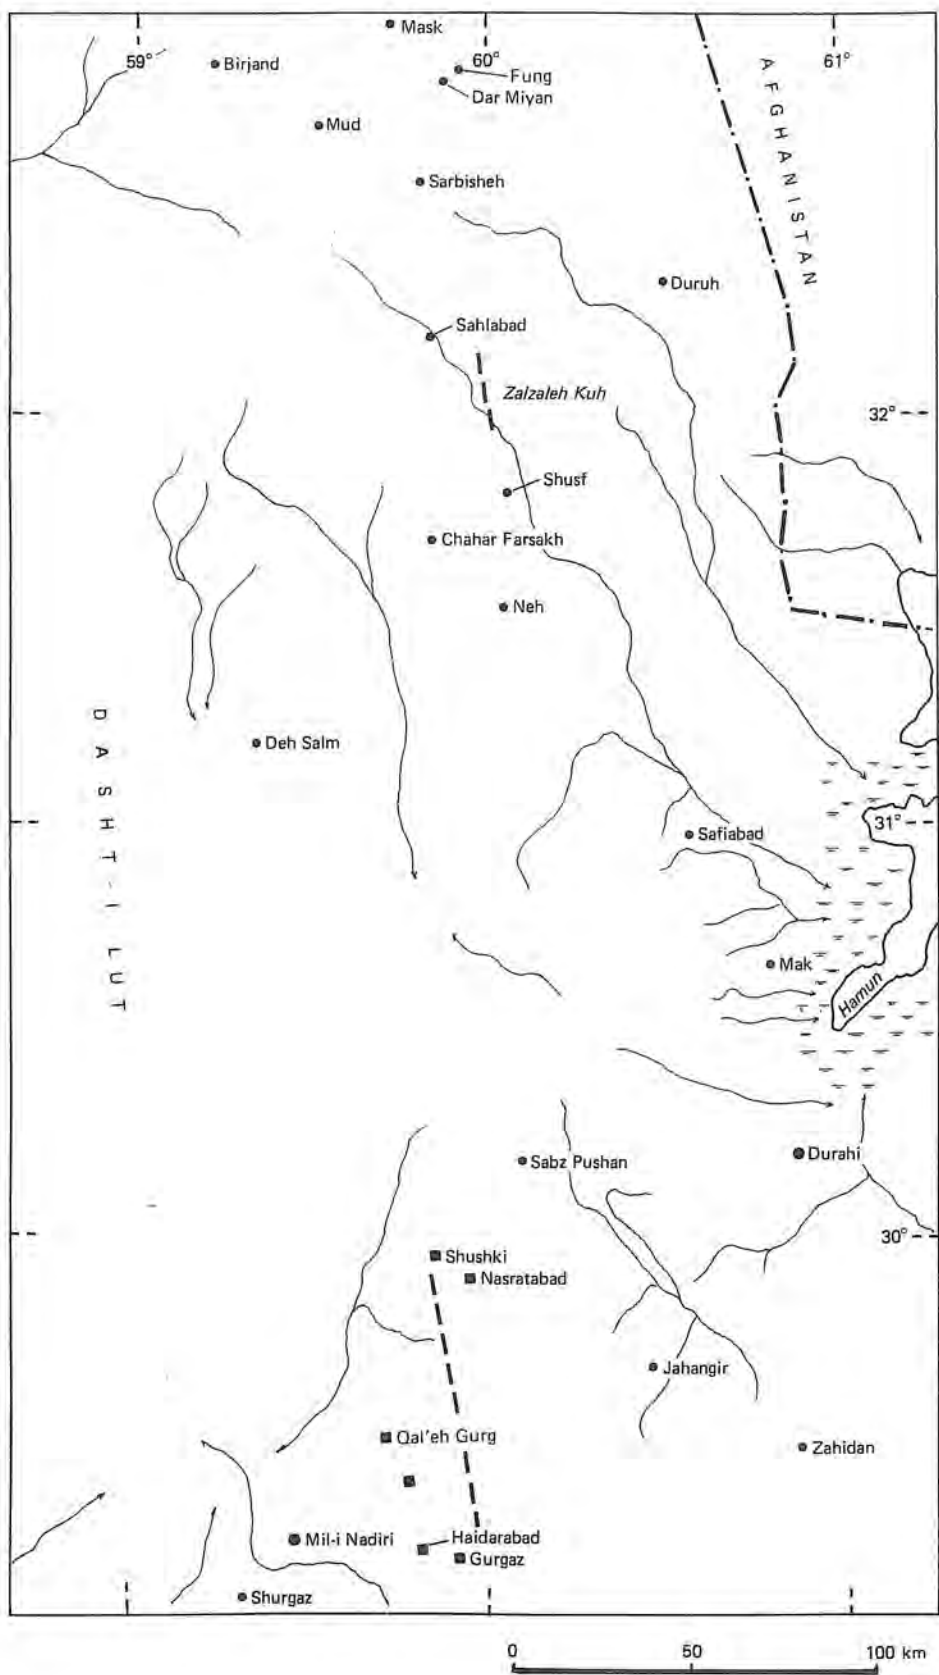 Mask
59°
60°
61°
Birjand
Fung
Dar Miyan
AFGHANISTAN
Mud
Sarbisheh
Duruh
Sahlabad
Zalzaleh Kuh
32°
Shusf
Chahar Farsakh
Neh
DASHT-I LUT
Deh Salm
31°
Safiabad
Mak
Hamun
Durahi
Sabz Pushan
30°
Shushki
Nasratabad
Jahangir
Qal'eh Gurg
Zahidan
Haidarabad
Mil-i Nadiri
Gurgaz
Shurgaz
0 50 100 km